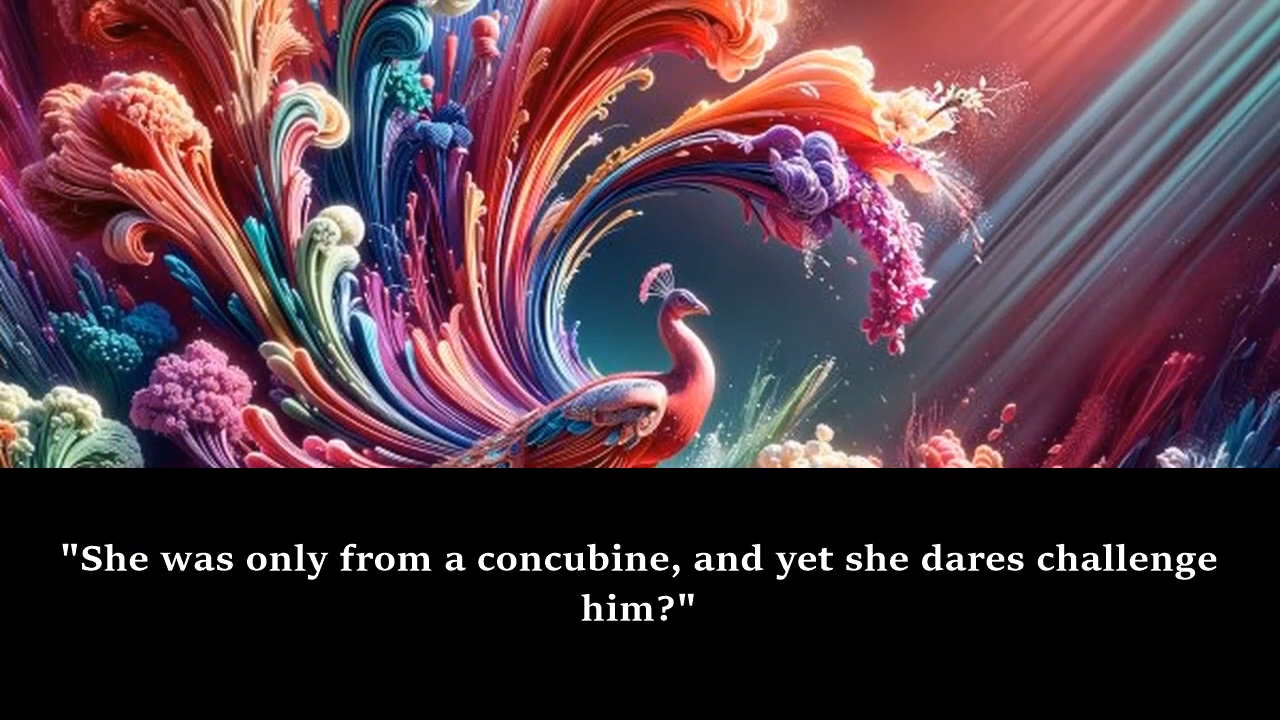 "She was only from a concubine, and yet she dares challenge
him?"